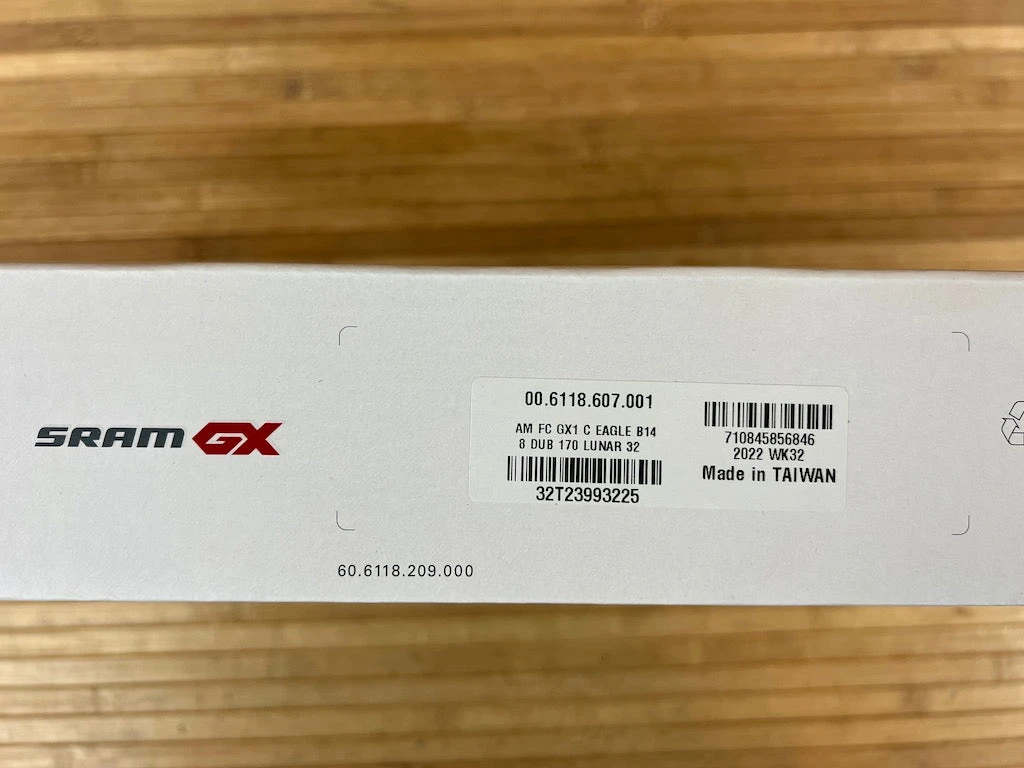 SRAM GX
00.6118.607.001
AM FC GX1 C EAGLE B14
8 DUB 170 LUNAR 32
32T23993225
710845856846
2022 WK32
Made in TAIWAN
60.6118.209.000